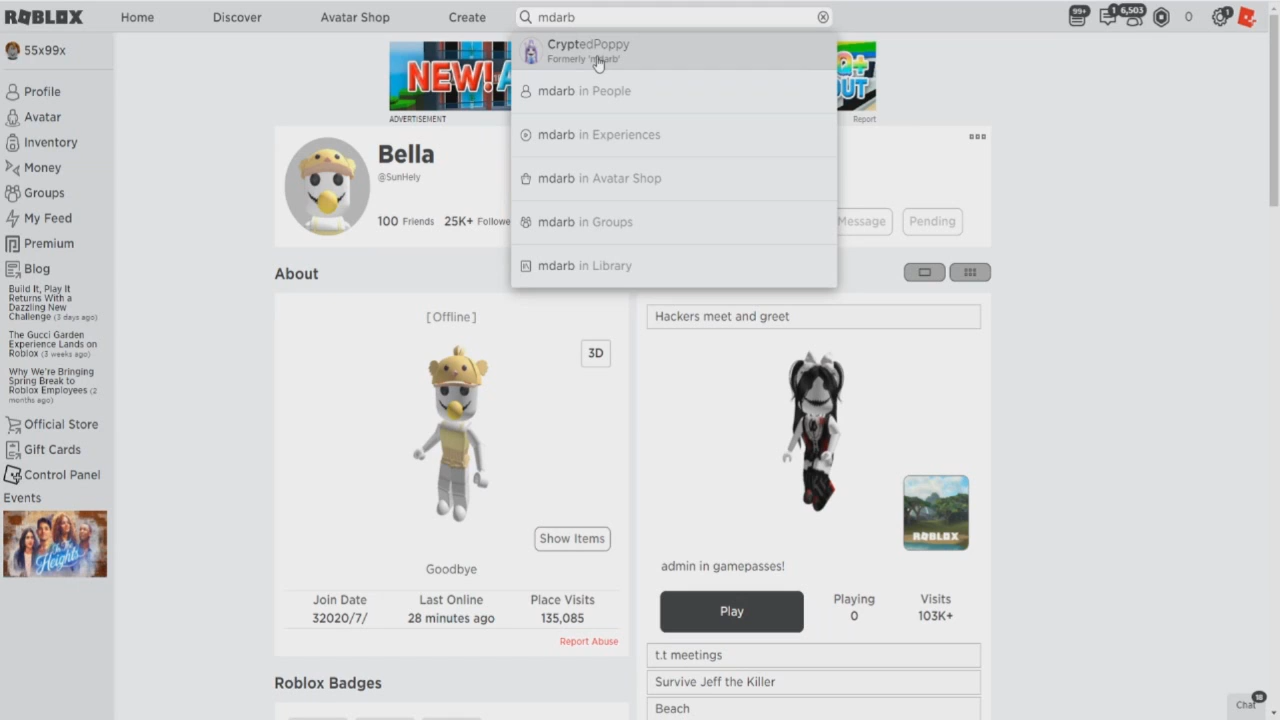 ROBLOX
Home
Discover
Avatar Shop
Create
mdarb
99+
1
6,503
0
1
55x99x
Profile
Avatar
Inventory
Money
Groups
My Feed
Premium
Blog
Build It, Play It
Returns With a
Dazzling New
Challenge (3 days ago)
The Gucci Garden
Experience Lands on
Roblox (3 weeks ago)
Why We're Bringing
Spring Break to
Roblox Employees (2
months ago)
Official Store
Gift Cards
Control Panel
Events
Heights
CryptedPoppy
Formerly 'mdarb'
mdarb in People
mdarb in Experiences
mdarb in Avatar Shop
mdarb in Groups
mdarb in Library
NEW!
ADVERTISEMENT
Report
Bella
@SunHely
100 Friends
25K+ Followe
Message
Pending
About
[Offline]
3D
Show Items
Goodbye
Join Date
32020/7/
Last Online
28 minutes ago
Place Visits
135,085
Report Abuse
Roblox Badges
Hackers meet and greet
ROBLOX
admin in gamepasses!
Play
Playing
0
Visits
103K+
t.t meetings
Survive Jeff the Killer
Beach
Chat
18